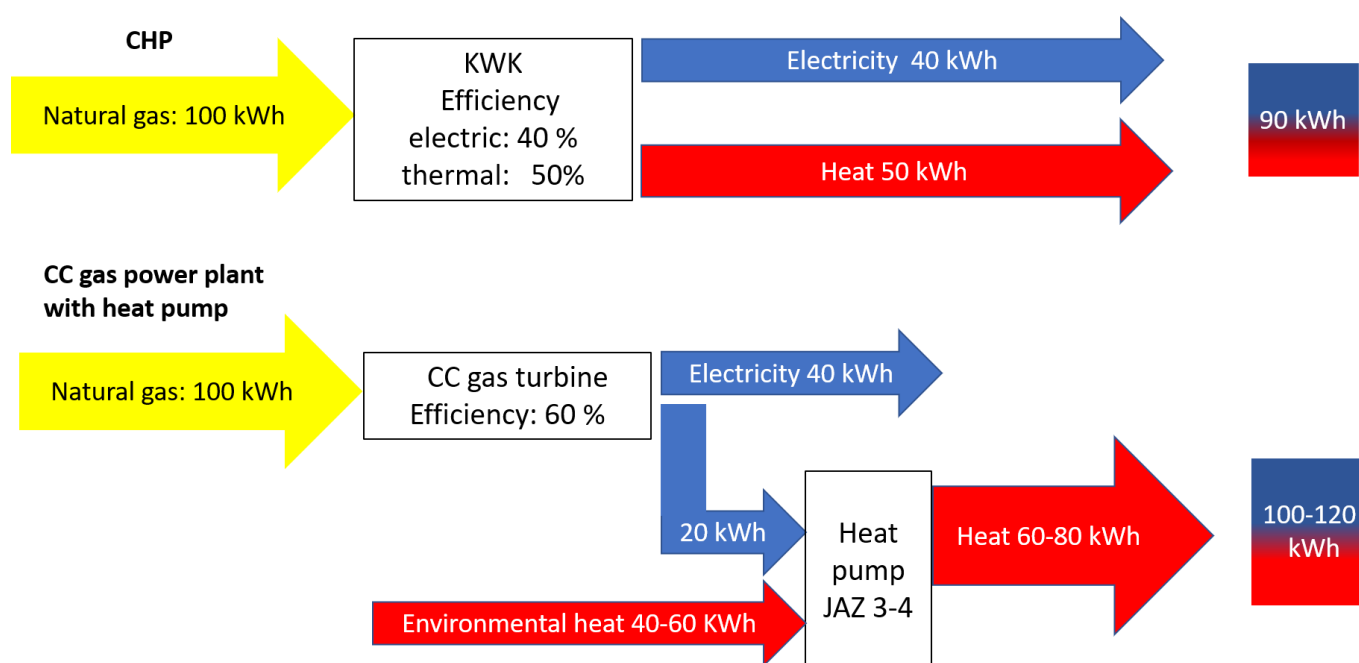 CHP
Natural gas: 100 kWh
KWK
Efficiency
electric: 40 %
thermal: 50%
Electricity 40 kWh
Heat 50 kWh
90 kWh
CC gas power plant
with heat pump
Natural gas: 100 kWh
CC gas turbine
Efficiency: 60 %
Electricity 40 kWh
20 kWh
Environmental heat 40-60 KWh
Heat
pump
JAZ 3-4
Heat 60-80 kWh
100-120
kWh